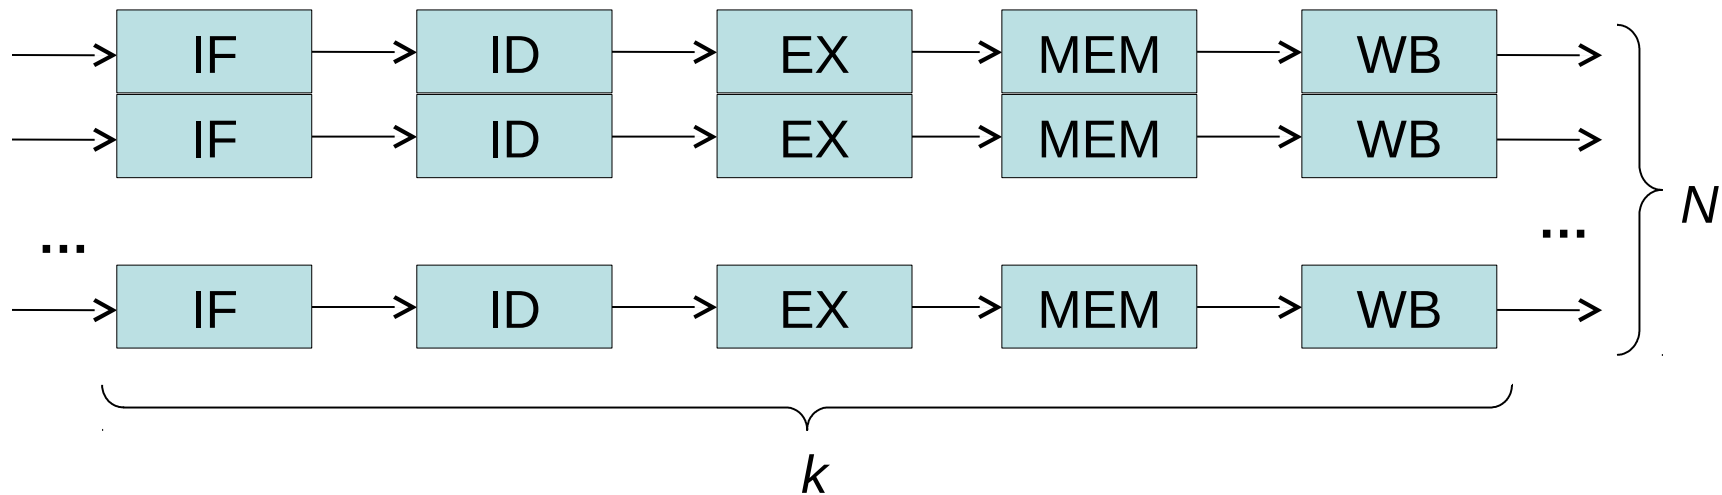 IF ID EX MEM WB
IF ID EX MEM WB
N
... ...
IF ID EX MEM WB
k